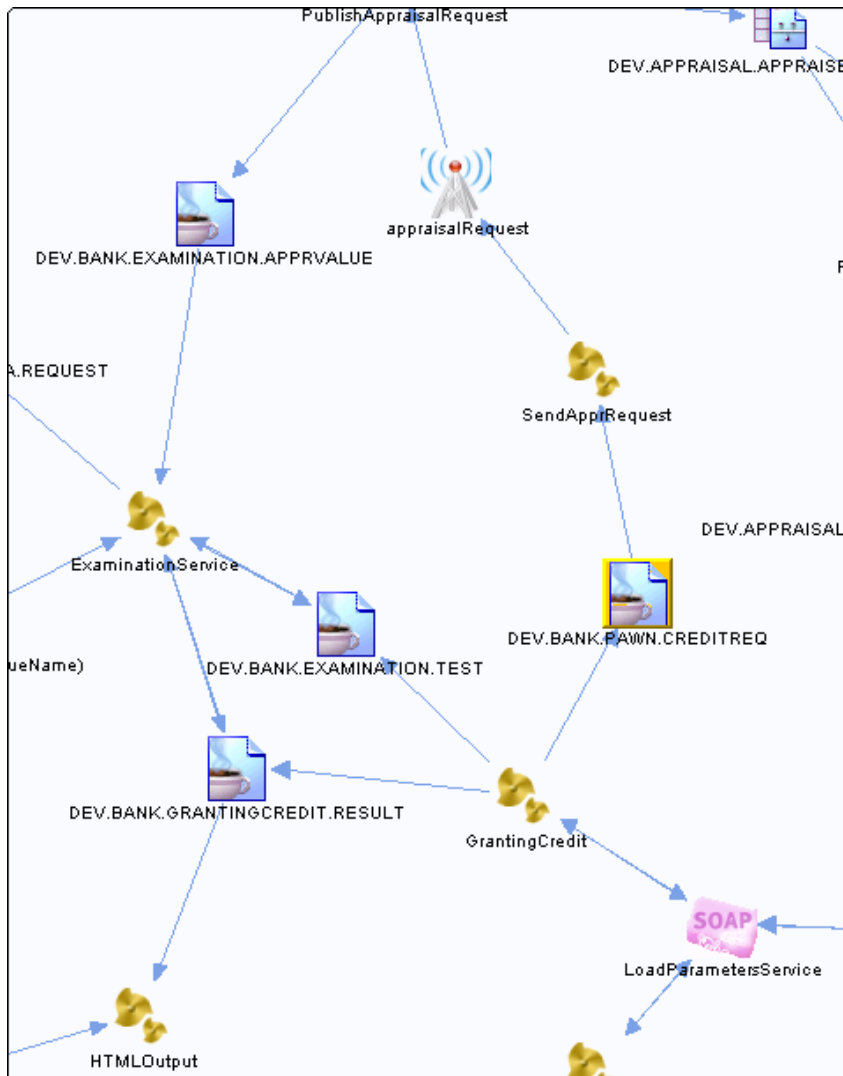 PublishAppraisalRequest
DEV.APPRAISAL.APPRAISE
appraisalRequest
DEV.BANK.EXAMINATION.APPRVALUE
A.REQUEST
SendApprRequest
DEV.APPRAISAL
ExaminationService
DEV.BANK.PAWN.CREDITREQ
ueName)
DEV.BANK.EXAMINATION.TEST
DEV.BANK.GRANTINGCREDIT.RESULT
GrantingCredit
SOAP
LoadParametersService
HTMLOutput